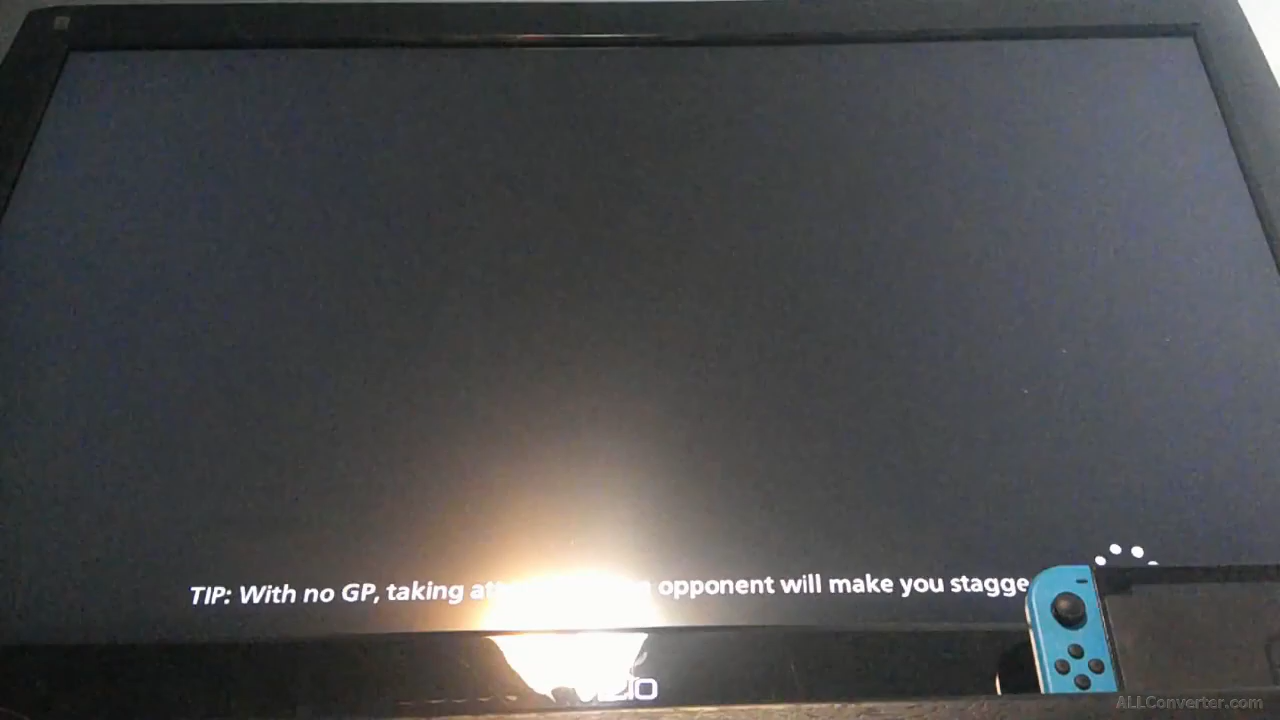 TIP: With no GP, taking opponent will make you stagge
VIZIO
ALLConverter.com